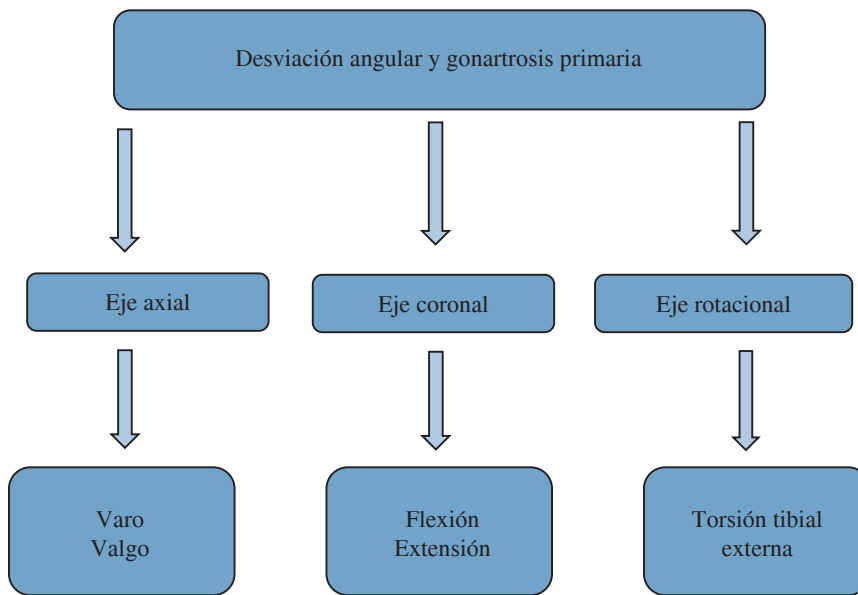 Desviación angular y gonartrosis primaria
Eje axial
Eje coronal
Eje rotacional
Varo
Valgo
Flexión
Extensión
Torsión tibial
externa